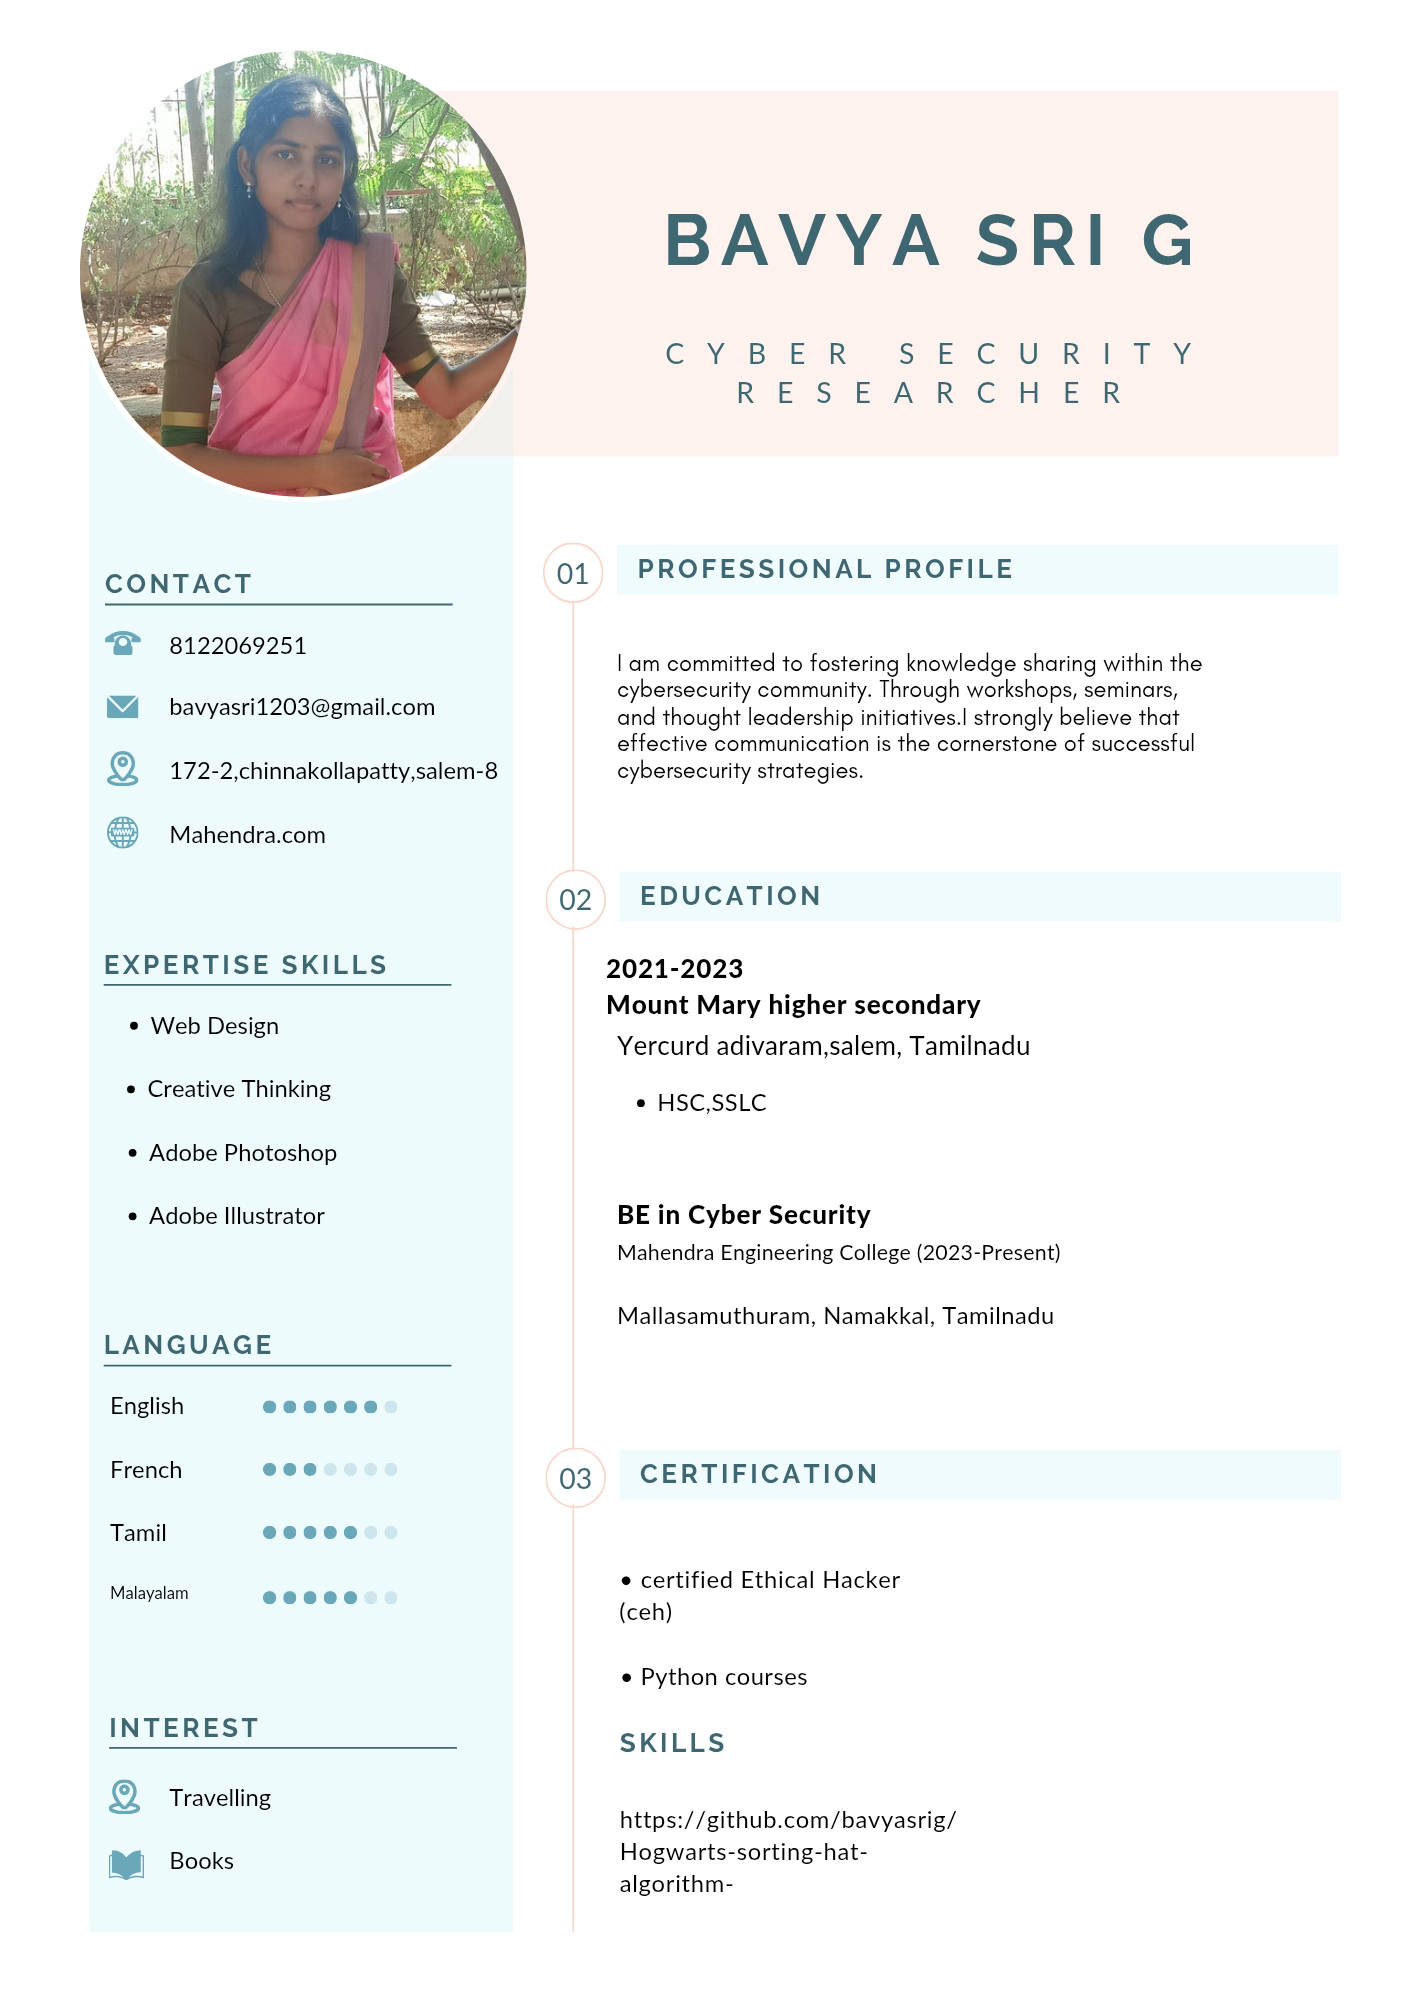 BAVYA SRI G
CYBER SECURITY
RESEARCHER
CONTACT
8122069251
bavyasri1203@gmail.com
172-2,chinnakollapatty,salem-8
Mahendra.com
EXPERTISE SKILLS
• Web Design
• Creative Thinking
• Adobe Photoshop
• Adobe Illustrator
LANGUAGE
English
French
Tamil
Malayalam
INTEREST
Travelling
Books
01 PROFESSIONAL PROFILE
I am committed to fostering knowledge sharing within the
cybersecurity community. Through workshops, seminars,
and thought leadership initiatives.I strongly believe that
effective communication is the cornerstone of successful
cybersecurity strategies.
02 EDUCATION
2021-2023
Mount Mary higher secondary
Yercurd adivaram,salem, Tamilnadu
• HSC,SSLC
BE in Cyber Security
Mahendra Engineering College (2023-Present)
Mallasamuthuram, Namakkal, Tamilnadu
03 CERTIFICATION
• certified Ethical Hacker
(ceh)
• Python courses
SKILLS
https://github.com/bavyasrig/
Hogwarts-sorting-hat-
algorithm-